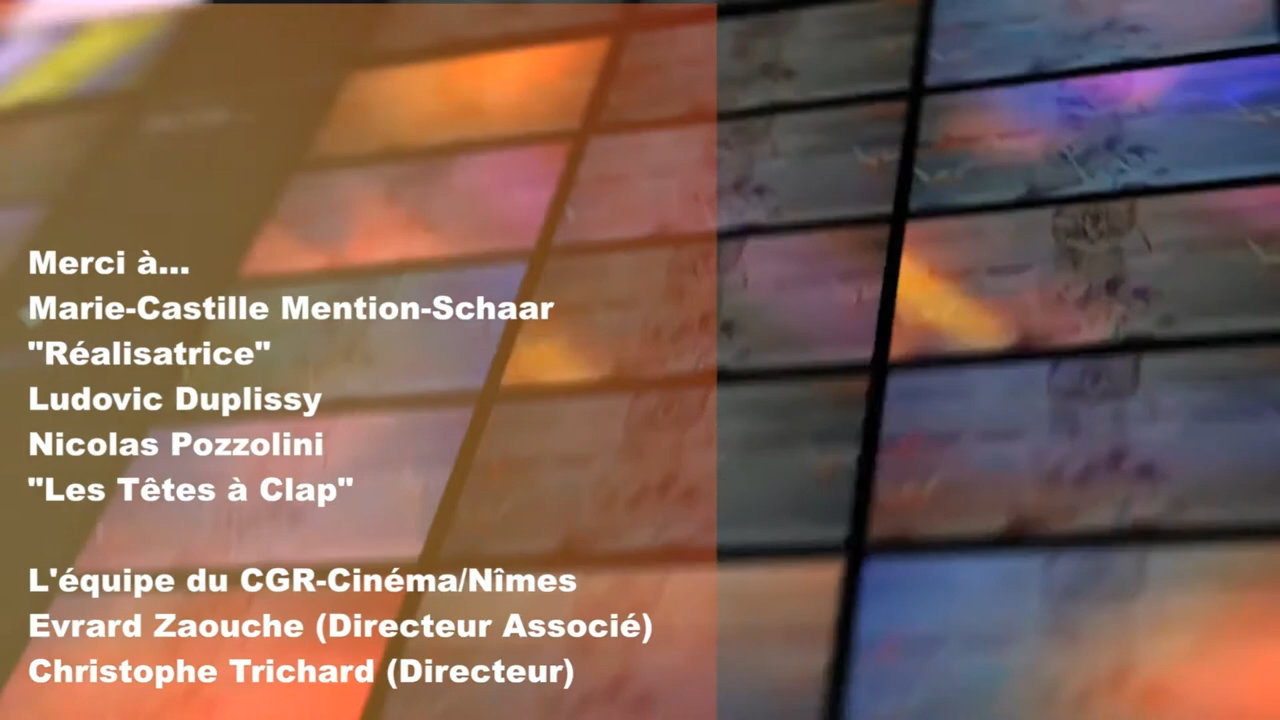 Merci à...
Marie-Castille Mention-Schaar
"Réalisatrice"
Ludovic Duplissy
Nicolas Pozzolini
"Les Têtes à Clap"
L'équipe du CGR-Cinéma/Nîmes
Evrard Zaouche (Directeur Associé)
Christophe Trichard (Directeur)